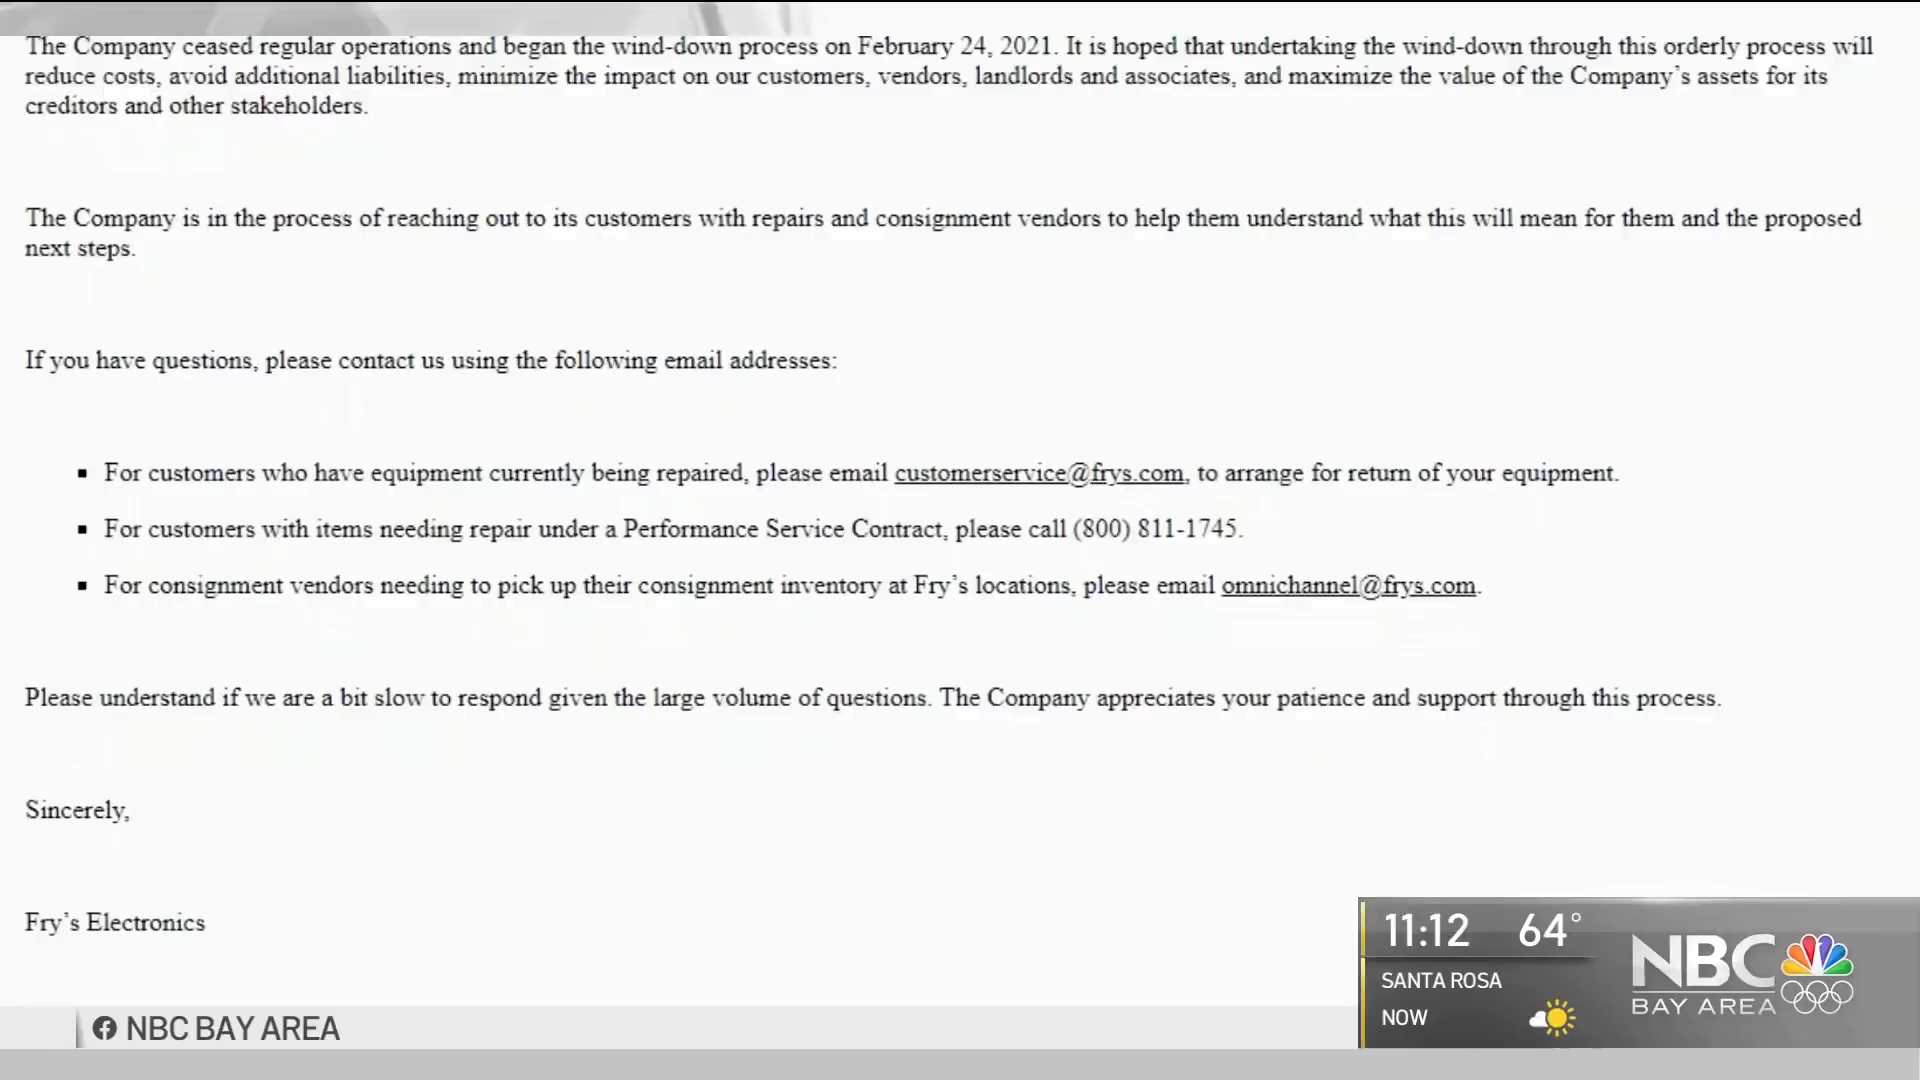 The Company ceased regular operations and began the wind-down process on February 24, 2021. It is hoped that undertaking the wind-down through this orderly process will
reduce costs, avoid additional liabilities, minimize the impact on our customers, vendors, landlords and associates, and maximize the value of the Company's assets for its
creditors and other stakeholders.
The Company is in the process of reaching out to its customers with repairs and consignment vendors to help them understand what this will mean for them and the proposed
next steps.
If you have questions, please contact us using the following email addresses:
▪ For customers who have equipment currently being repaired, please email customerservice@frys.com, to arrange for return of your equipment.
▪ For customers with items needing repair under a Performance Service Contract, please call (800) 811-1745.
▪ For consignment vendors needing to pick up their consignment inventory at Fry's locations, please email omnichannel@frys.com.
Please understand if we are a bit slow to respond given the large volume of questions. The Company appreciates your patience and support through this process.
Sincerely,
Fry's Electronics
11:12 64°
SANTA ROSA
NOW
NBC
BAY AREA
NBC BAY AREA